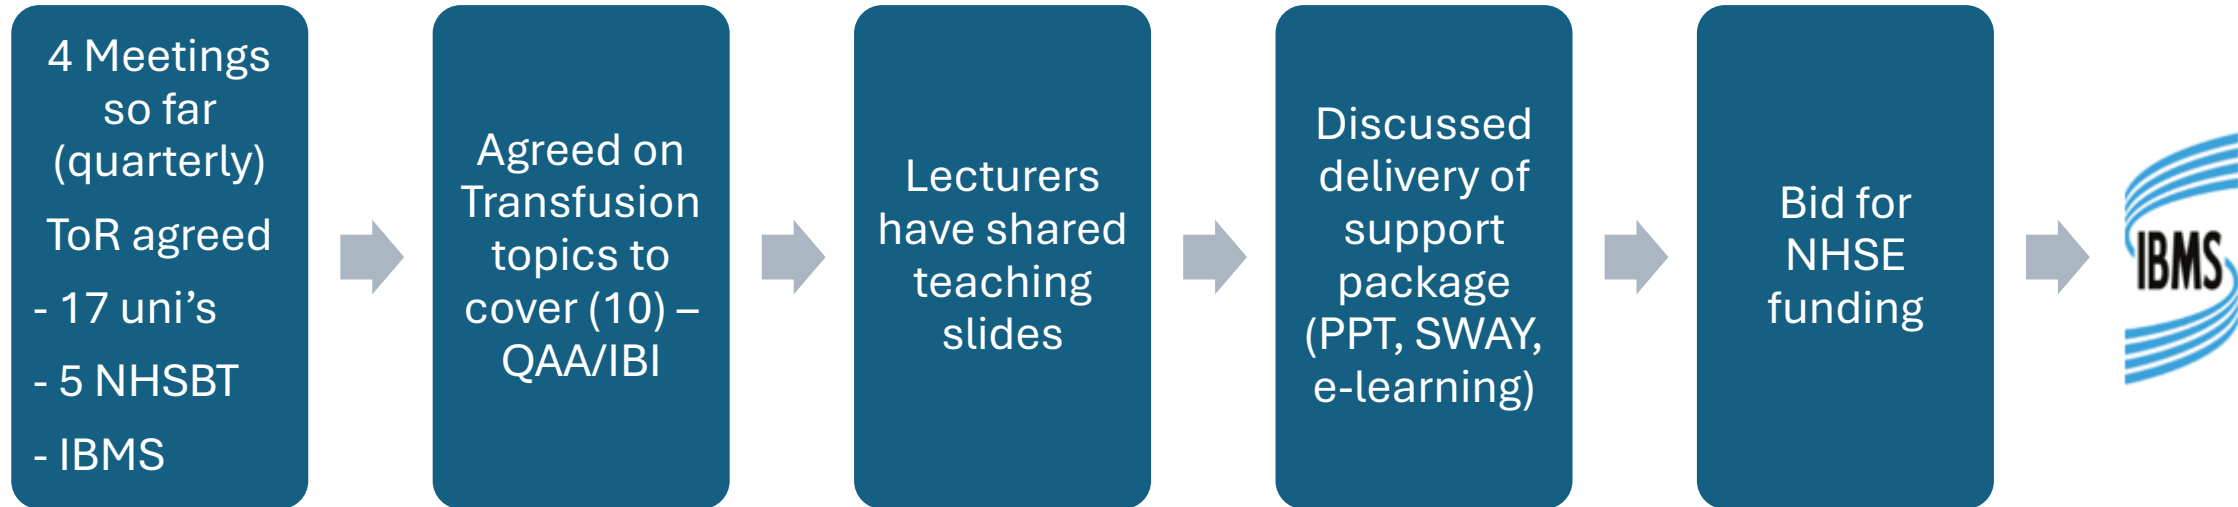 4 Meetings
so far
(quarterly)
ToR agreed
- 17 uni’s
- 5 NHSBT
- IBMS
Agreed on
Transfusion
topics to
cover (10) –
QAA/IBI
Lecturers
have shared
teaching
slides
Discussed
delivery of
support
package
(PPT, SWAY,
e-learning)
Bid for
NHSE
funding
IBMS